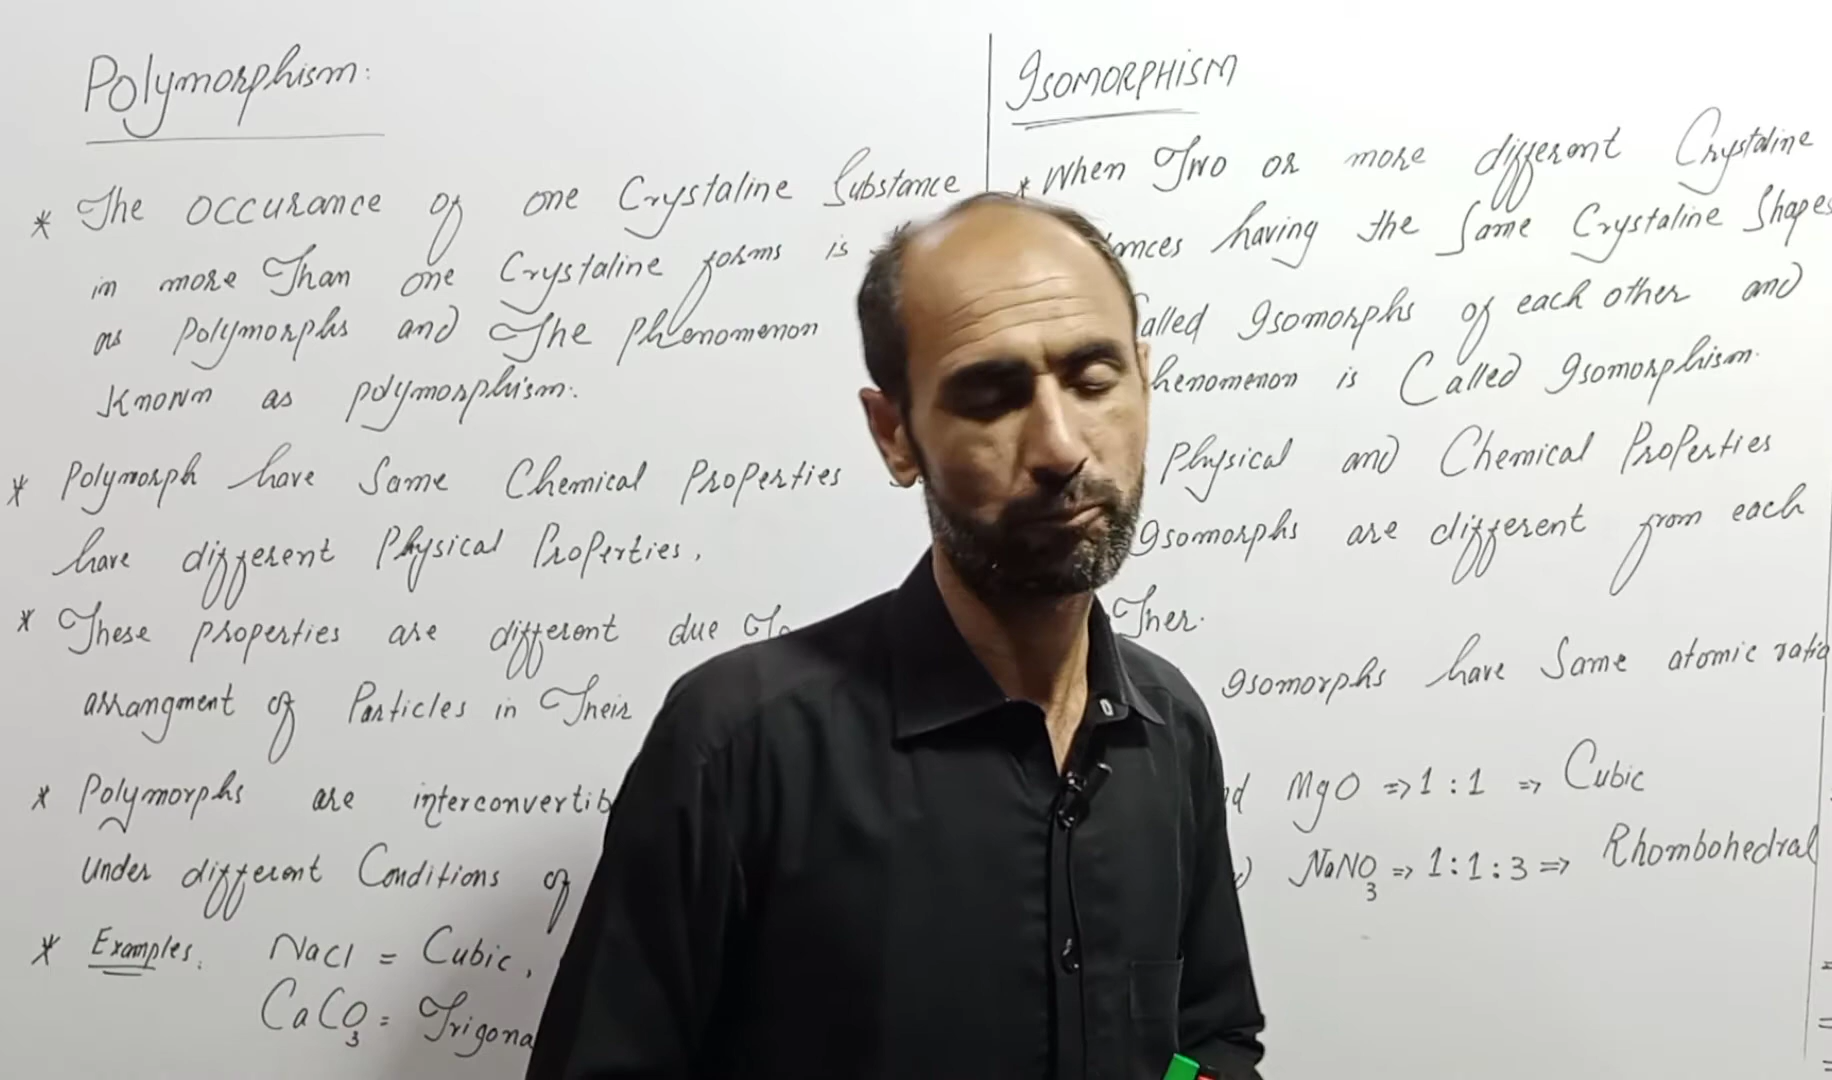 Polymorphism:
* The occurance of one Crystaline Substance
in more Than one Crystaline forms is
as Polymorphs and The phenomenon
Known as polymorphism.
* Polymorph have Same Chemical Properties
have different Physical Properties.
* These properties are different due To
arrangment of Particles in Their
* Polymorphs are interconvertib
Under different Conditions of
* Examples: NaCl = Cubic,
CaCO3 = Trigona
ISOMORPHISM
* When Two or more different Crystaline
ances having the Same Crystaline Shapes
Called Isomorphs of each other and
henomenon is Called Isomorphism.
Physical and Chemical Properties
Isomorphs are different from each
Ther.
Isomorphs have Same atomic ratio
nd MgO => 1 : 1 => Cubic
) NaNO3 => 1 : 1 : 3 => Rhombohedral